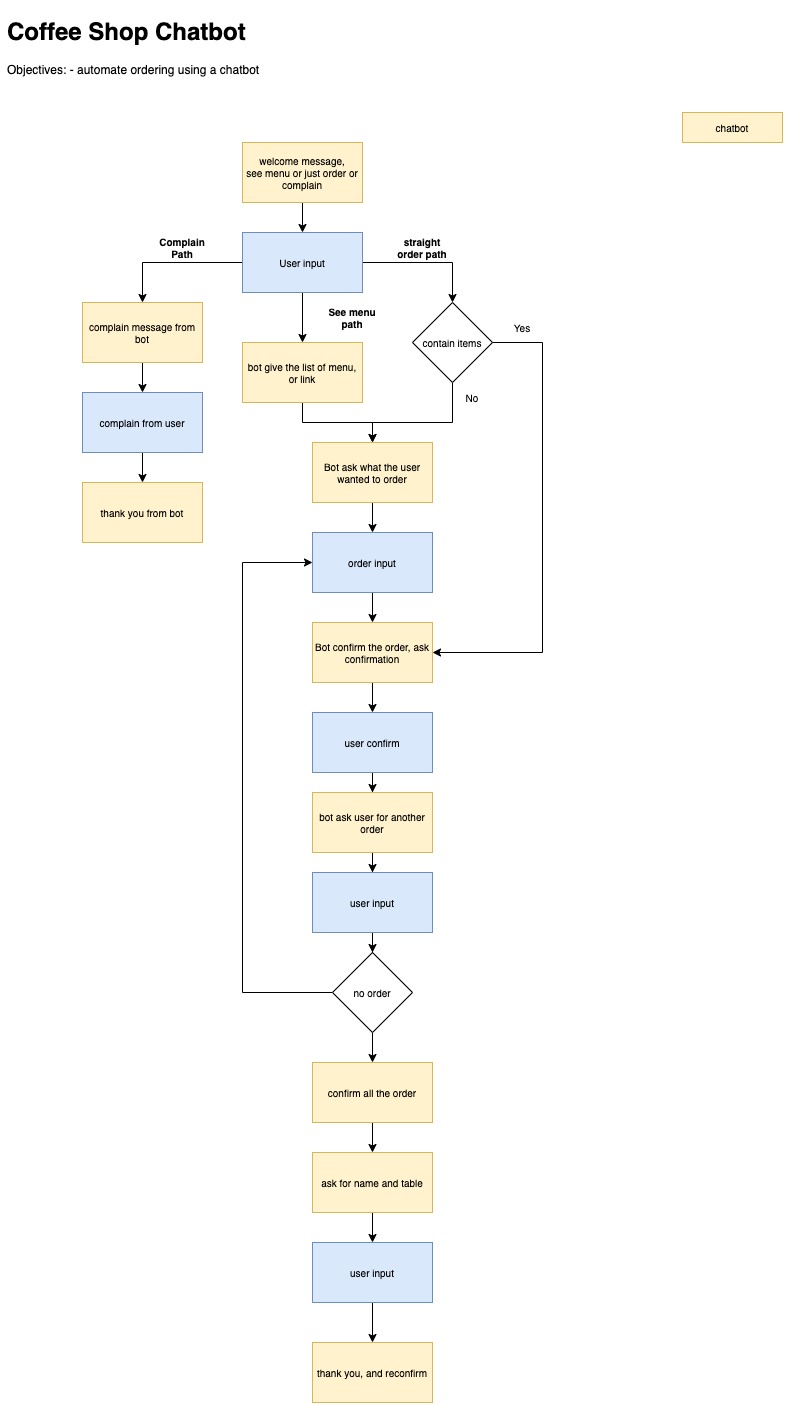 Coffee Shop Chatbot
Objectives: - automate ordering using a chatbot
chatbot
welcome message,
see menu or just order or
complain
Complain
Path
straight
order path
User input
See menu
path
complain message from
bot
contain items
Yes
bot give the list of menu,
or link
No
complain from user
Bot ask what the user
wanted to order
thank you from bot
order input
Bot confirm the order, ask
confirmation
user confirm
bot ask user for another
order
user input
no order
confirm all the order
ask for name and table
user input
thank you, and reconfirm